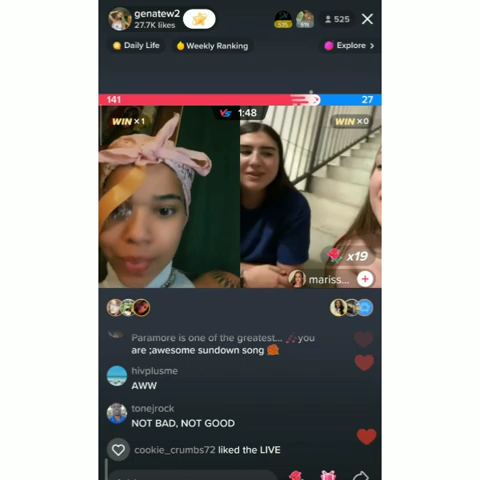 genatew2
27.7K likes
525
Daily Life
Weekly Ranking
Explore >
141
27
WIN ×1
VS 1:48
WIN ×0
x19
mariss...
Paramore is one of the greatest... 🎶you
are ;awesome sundown song
hivplusme
AWW
tonejrock
NOT BAD, NOT GOOD
cookie_crumbs72 liked the LIVE